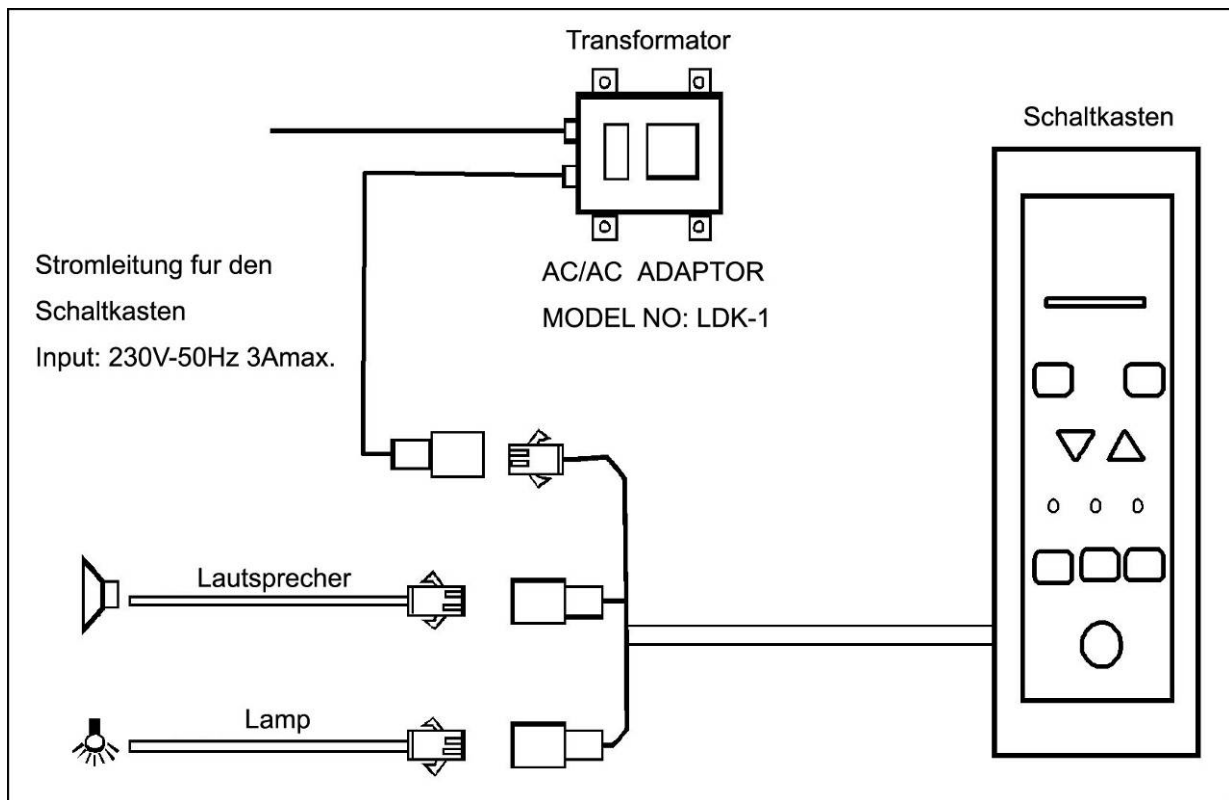 Transformator
Schaltkasten
Stromleitung fur den
Schaltkasten
Input: 230V-50Hz 3Amax.
AC/AC ADAPTOR
MODEL NO: LDK-1
Lautsprecher
Lamp